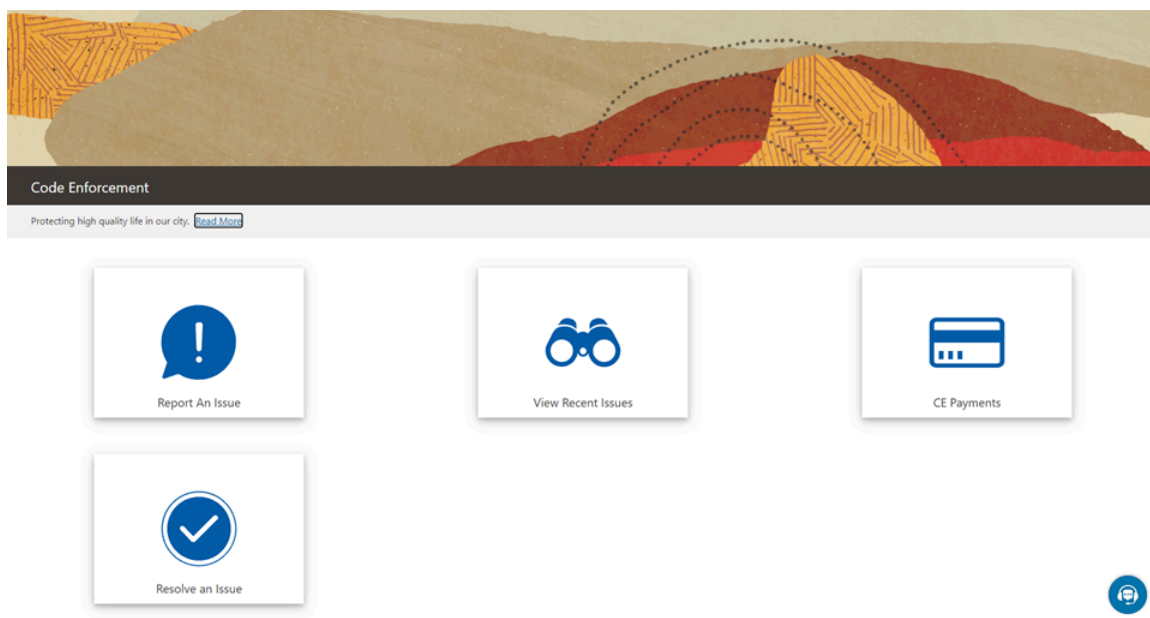 Code Enforcement
Protecting high quality life in our city. Read More
Report An Issue
View Recent Issues
CE Payments
Resolve an Issue